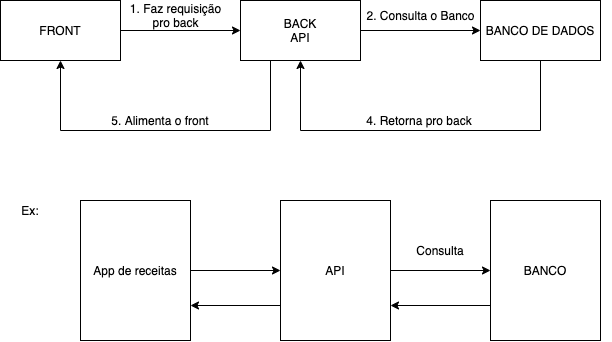 1. Faz requisição
pro back
FRONT
BACK
API
2. Consulta o Banco
BANCO DE DADOS
5. Alimenta o front
4. Retorna pro back
Ex:
App de receitas
API
Consulta
BANCO